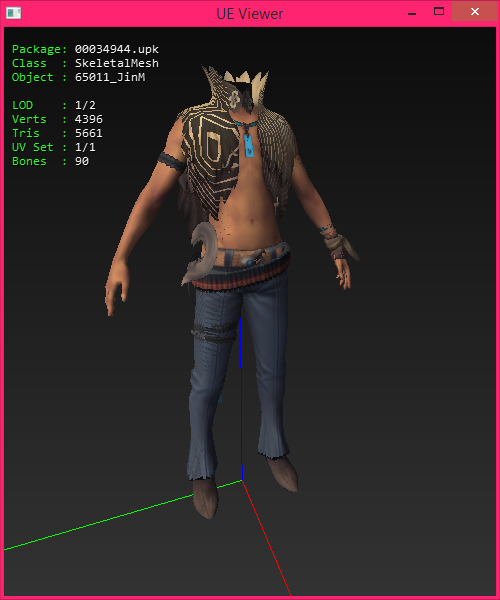 UE Viewer
Package: 00034944.upk
Class  : SkeletalMesh
Object : 65011_JinM
LOD    : 1/2
Verts  : 4396
Tris   : 5661
UV Set : 1/1
Bones  : 90